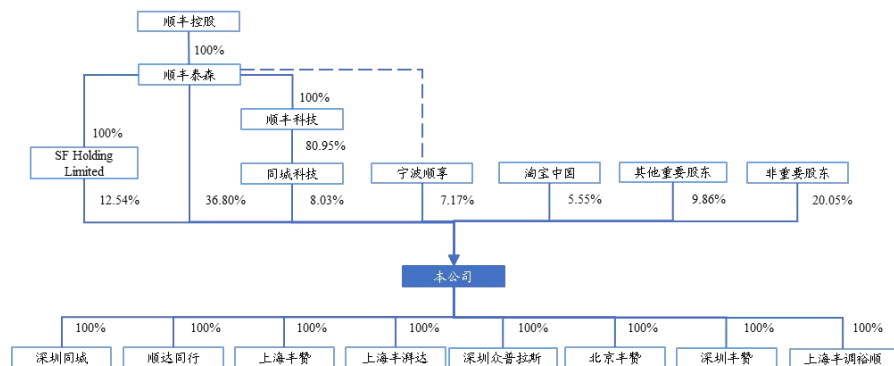 顺丰控股
100%
顺丰泰森
100%
100%
顺丰科技
80.95%
SF Holding
Limited
同城科技
宁波顺享
淘宝中国
其他重要股东
非重要股东
12.54%
36.80%
8.03%
7.17%
5.55%
9.86%
20.05%
本公司
100%
100%
100%
100%
100%
100%
100%
100%
深圳同城
顺达同行
上海丰赞
上海丰湃达
深圳众普拉斯
北京丰赞
深圳丰赞
上海丰调裕顺